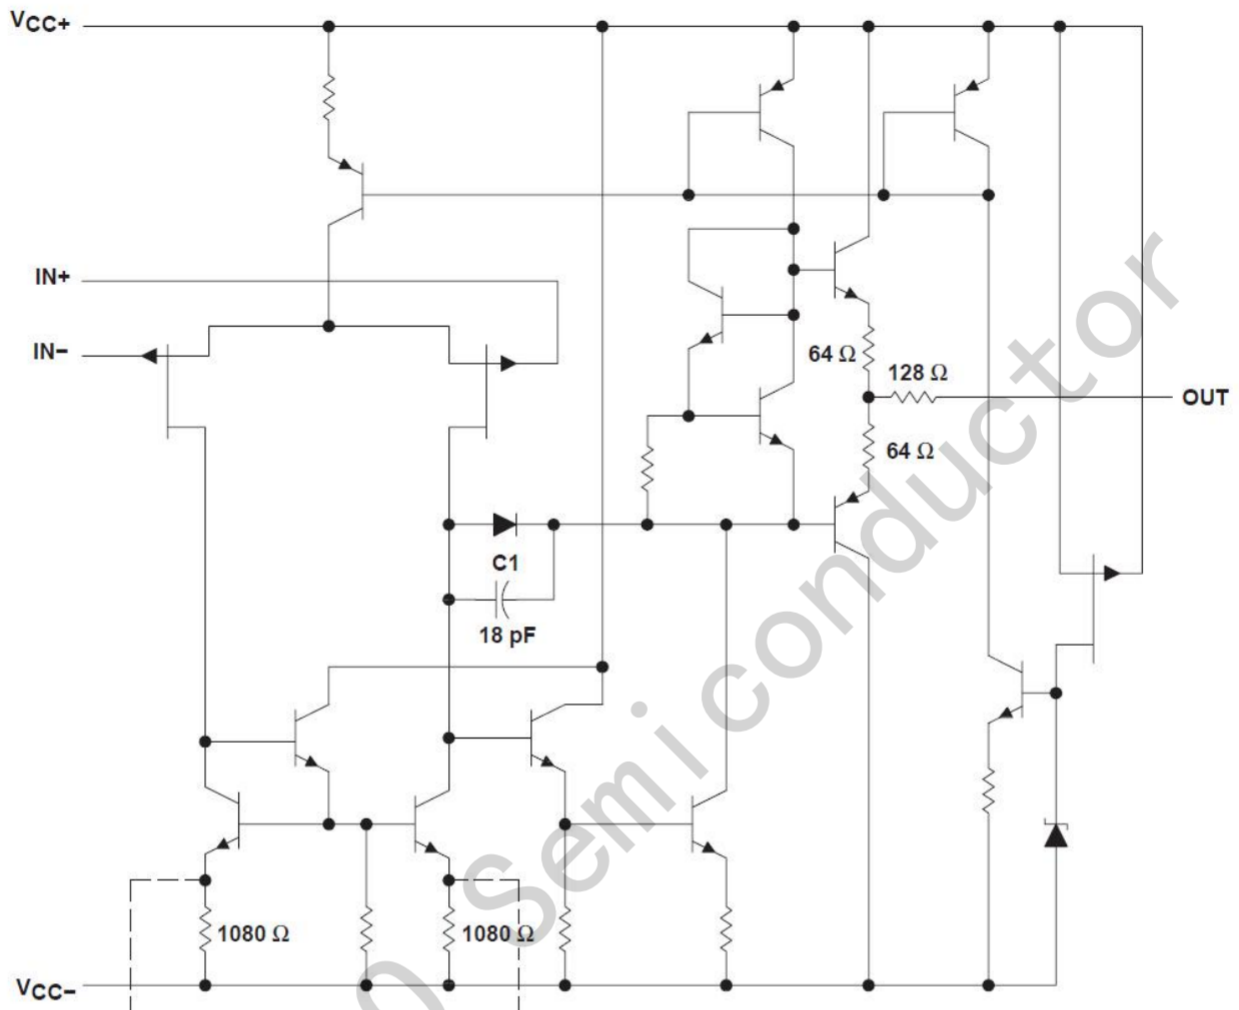 VCC+
IN+
IN−
64 Ω
128 Ω
OUT
64 Ω
C1
18 pF
1080 Ω
1080 Ω
VCC−
n Semiconductor